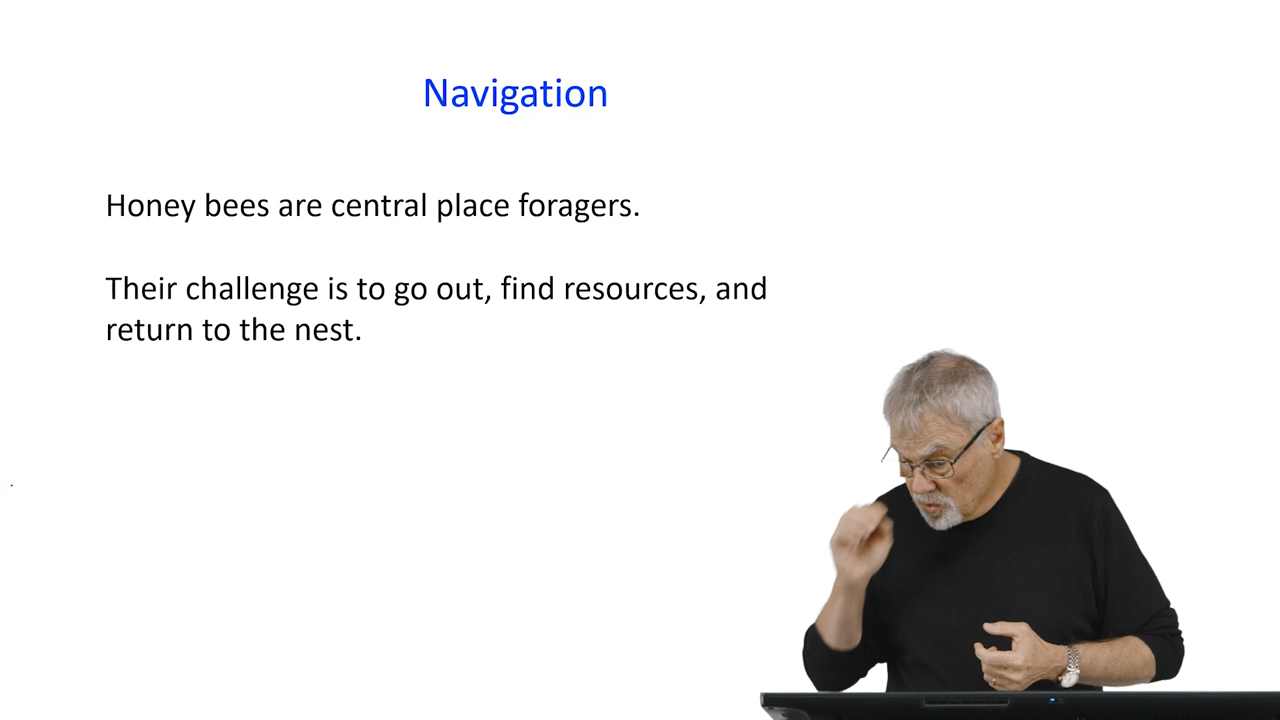 Navigation
Honey bees are central place foragers.
Their challenge is to go out, find resources, and
return to the nest.